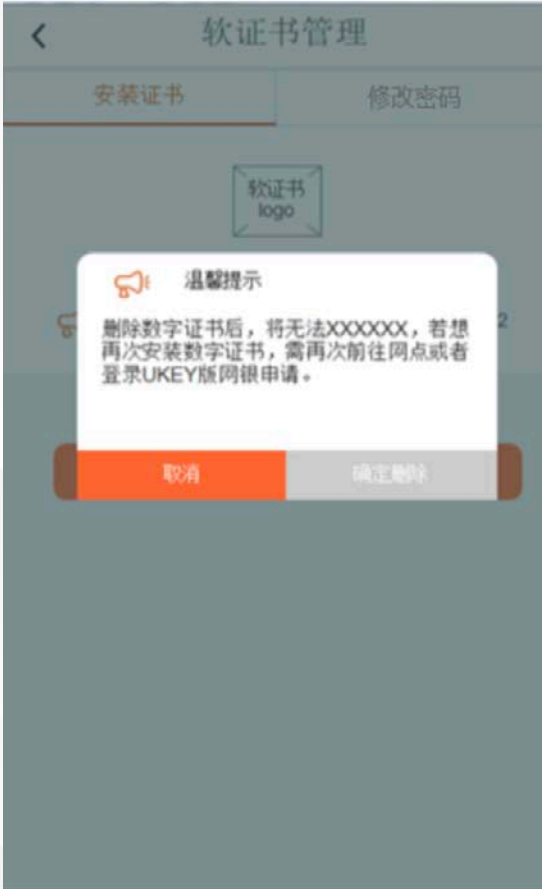 软证书管理
安装证书
修改密码
软证书
logo
温馨提示
2
删除数字证书后，将无法XXXXXX，若想
再次安装数字证书，需再次前往网点或者
登录UKEY版网银申请。
取消
确定删除